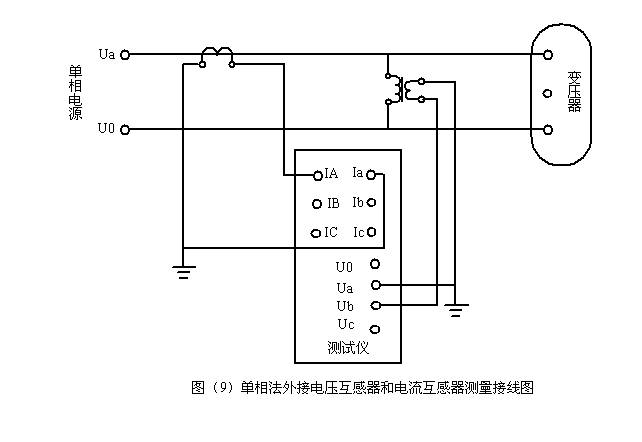 Ua
单相电源
U0
变压器
IA Ia
IB Ib
IC Ic
U0
Ua
Ub
Uc
测试仪
图（9）单相法外接电压互感器和电流互感器测量接线图